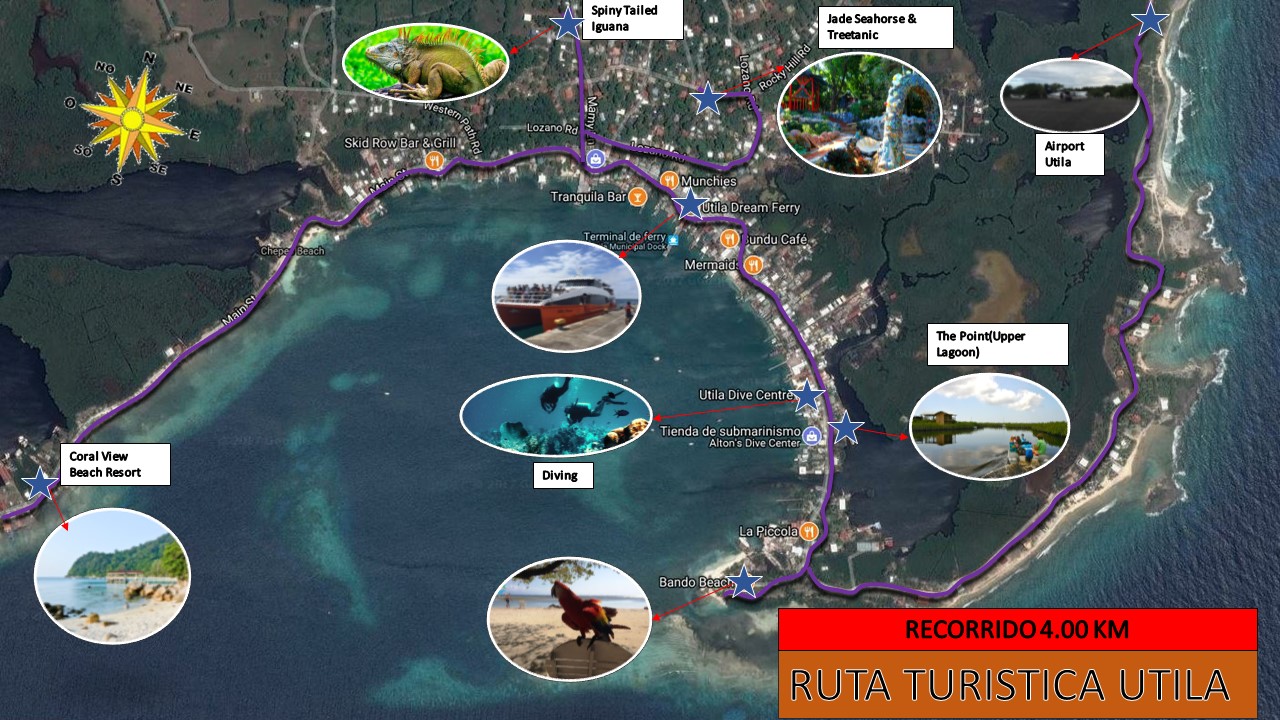 Spiny Tailed
Iguana
Jade Seahorse &
Treetanic
N
NO
NE
O
E
SO
SE
S
Western Path Rd
Mamey
Lozano Rd
Rocky Hill Rd
Lozano Rd
Lozano Rd
Airport
Utila
Skid Row Bar & Grill
Main St
Munchies
Tranquila Bar
Utila Dream Ferry
Terminal de ferry
Municipal Dock
Bundu Café
Mermaids
Chepes Beach
Main St
The Point(Upper
Lagoon)
Utila Dive Centre
Tienda de submarinismo
Alton's Dive Center
Diving
Coral View
Beach Resort
La Piccola
Bando Beach
RECORRIDO 4.00 KM
RUTA TURISTICA UTILA